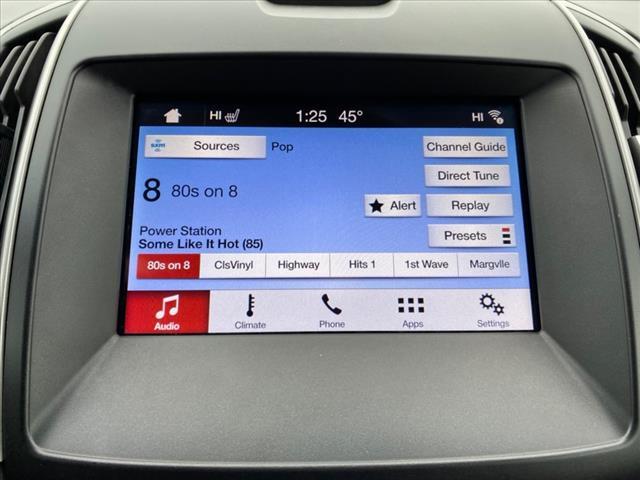 HI 1:25 45° HI
sxm Sources Pop Channel Guide
Direct Tune
8 80s on 8
Alert Replay
Power Station Presets
Some Like It Hot (85)
80s on 8 ClsVinyl Highway Hits 1 1st Wave Margvlle
Audio Climate Phone Apps Settings